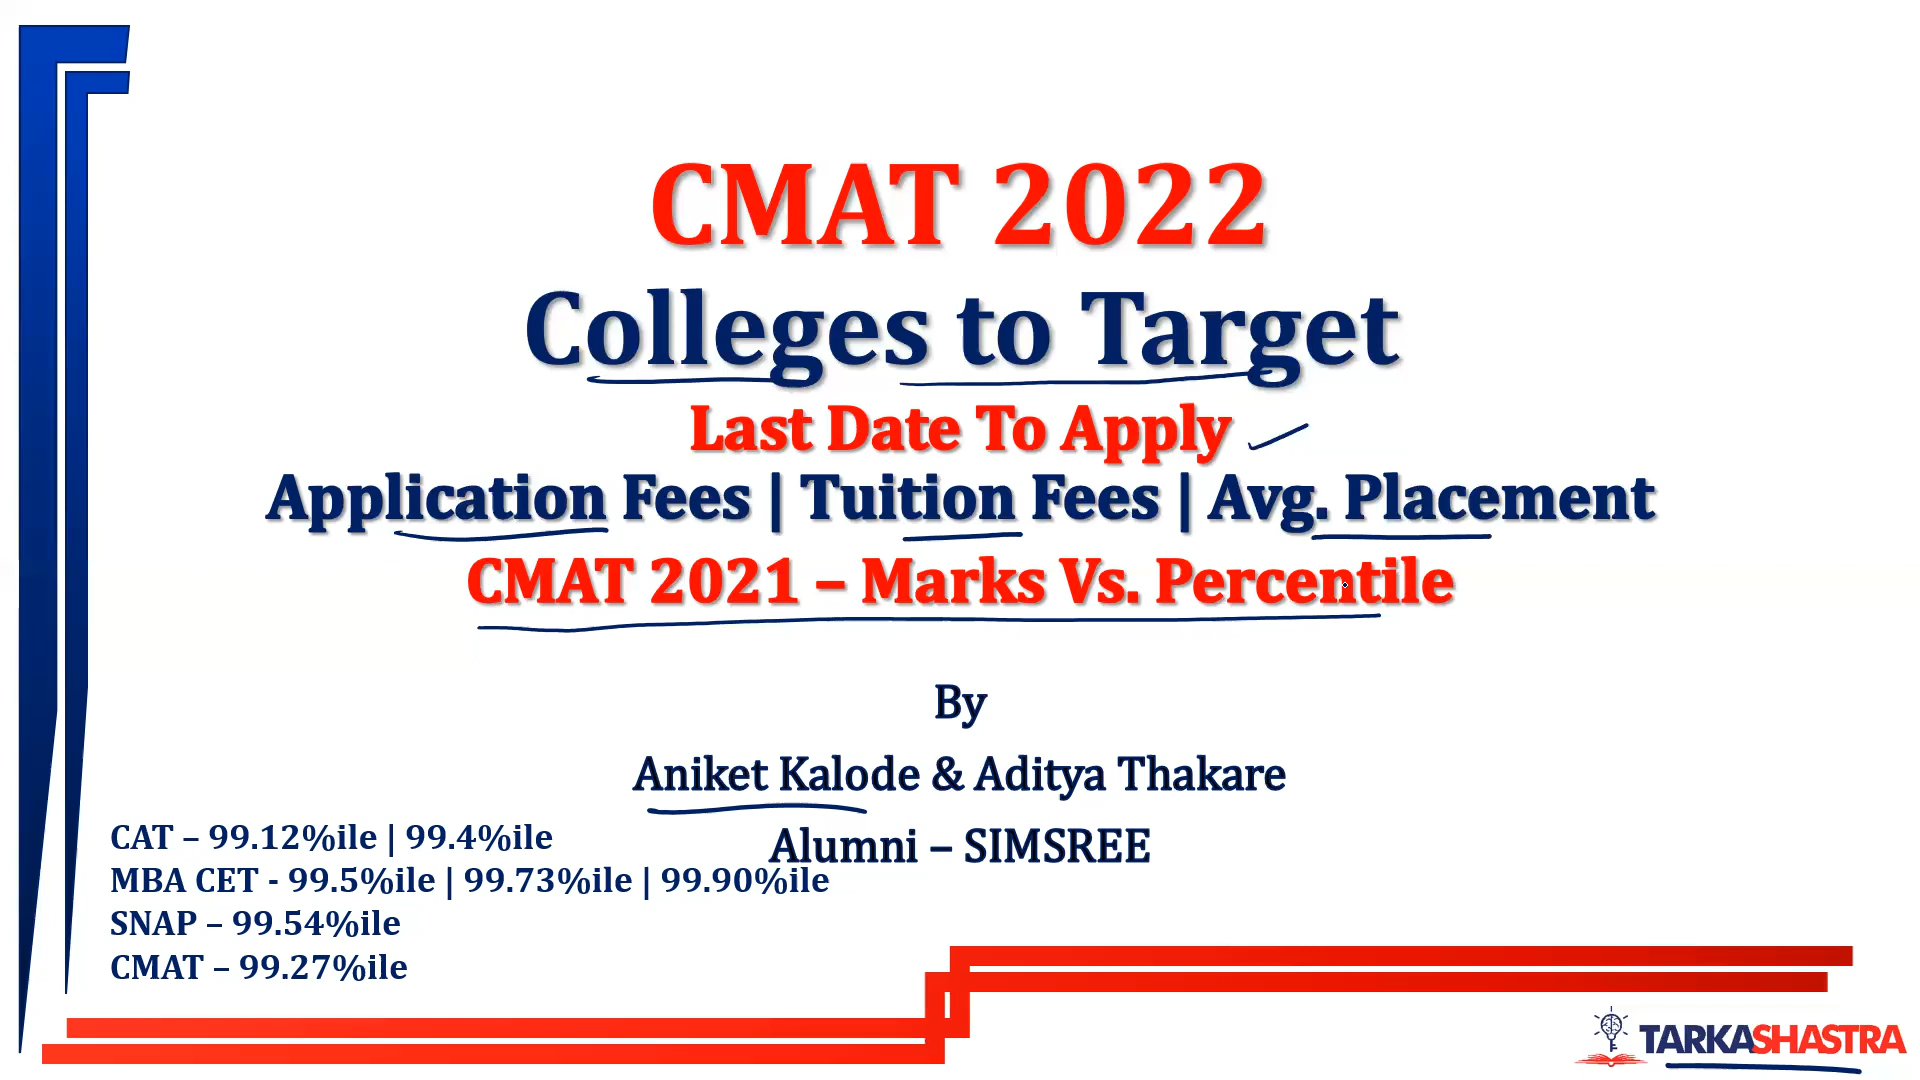 CMAT 2022
Colleges to Target
Last Date To Apply
Application Fees | Tuition Fees | Avg. Placement
CMAT 2021 – Marks Vs. Percentile
By
Aniket Kalode & Aditya Thakare
Alumni – SIMSREE
CAT – 99.12%ile | 99.4%ile
MBA CET - 99.5%ile | 99.73%ile | 99.90%ile
SNAP – 99.54%ile
CMAT – 99.27%ile
TARKASHASTRA